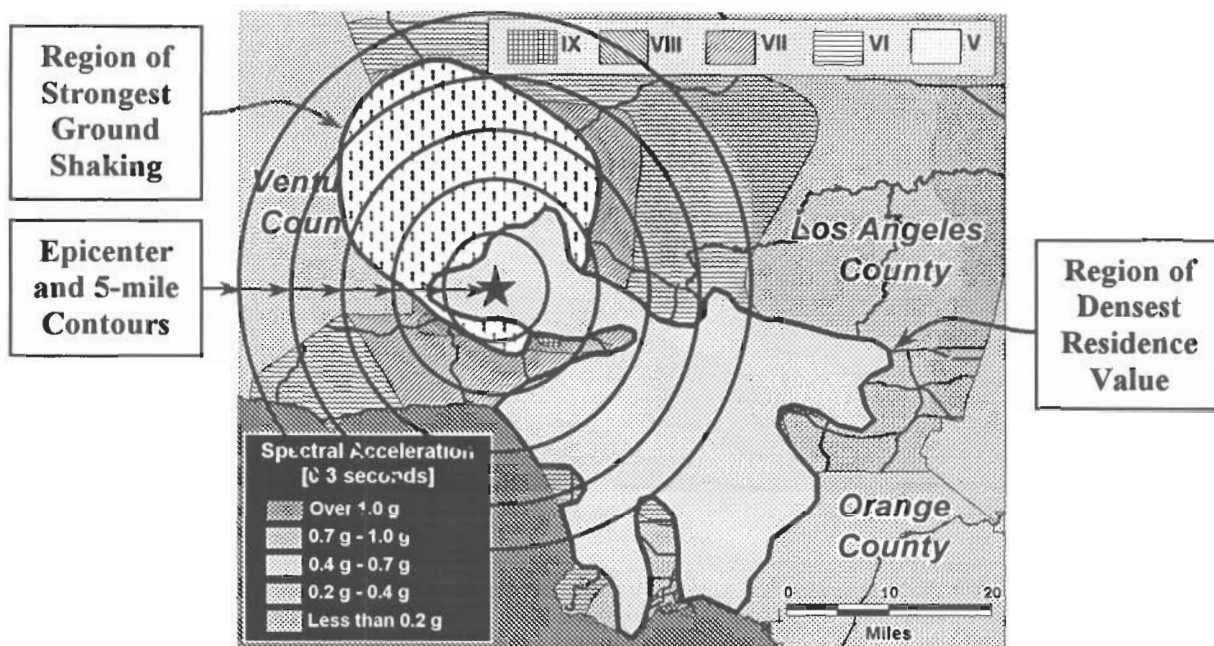 Region of
Strongest
Ground
Shaking
IX VIII VII VI V
Ventu
Coun
Los Angeles
County
Epicenter
and 5-mile
Contours
Region of
Densest
Residence
Value
Spectral Acceleration
[0 3 seconds]
Over 1.0 g
0.7 g - 1.0 g
0.4 g - 0.7 g
0.2 g - 0.4 g
Less than 0.2 g
Orange
County
0 10 20
Miles